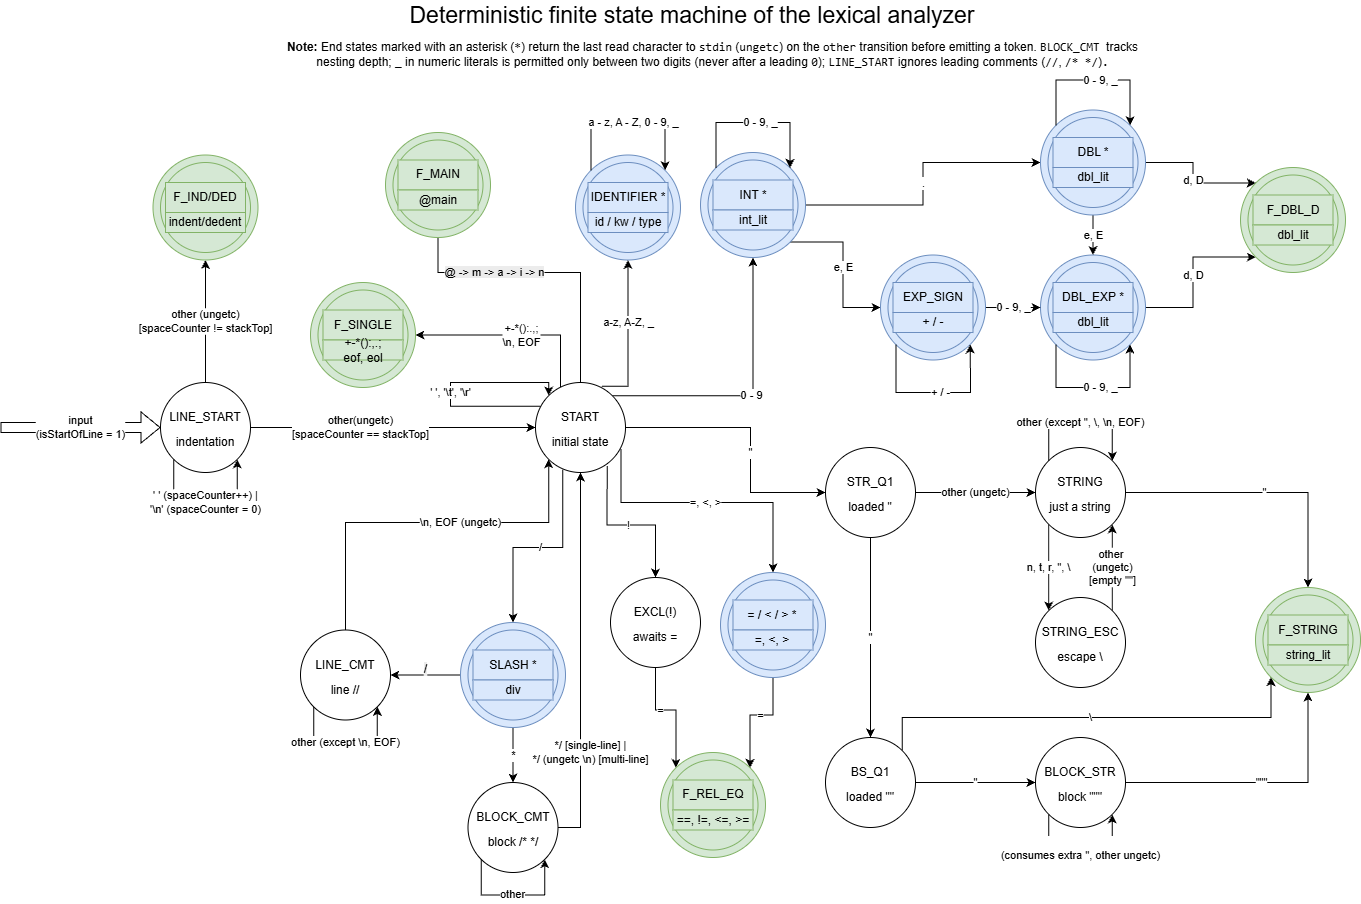 Deterministic finite state machine of the lexical analyzer
Note: End states marked with an asterisk (*) return the last read character to stdin (ungetc) on the other transition before emitting a token. BLOCK_CMT tracks
nesting depth; _ in numeric literals is permitted only between two digits (never after a leading 0); LINE_START ignores leading comments (//, /* */).
0 - 9, _
a - z, A - Z, 0 - 9, _
0 - 9, _
DBL *
dbl_lit
d, D
F_MAIN
@main
F_IND/DED
indent/dedent
IDENTIFIER *
id / kw / type
INT *
int_lit
.
F_DBL_D
dbl_lit
e, E
@ -> m -> a -> i -> n
e, E
d, D
EXP_SIGN
+ / -
0 - 9, _
DBL_EXP *
dbl_lit
other (ungetc)
[spaceCounter != stackTop]
F_SINGLE
+-*():.,;
eof, eol
+-*():.,;
\n, EOF
a-z, A-Z, _
+ / -
0 - 9, _
' ', '\t', '\r'
0 - 9
input
(isStartOfLine = 1)
LINE_START
indentation
other(ungetc)
[spaceCounter == stackTop]
START
initial state
other (except ", \, \n, EOF)
"
' ' (spaceCounter++) |
'\n' (spaceCounter = 0)
STR_Q1
loaded "
other (ungetc)
STRING
just a string
"
=, <, >
\n, EOF (ungetc)
!
/
n, t, r, ", \
other
(ungetc)
[empty ""]
EXCL(!)
awaits =
= / < / > *
=, <, >
"
STRING_ESC
escape \
F_STRING
string_lit
LINE_CMT
line //
/
SLASH *
div
=
=
\
other (except \n, EOF)
*
*/ [single-line] |
*/ (ungetc \n) [multi-line]
BS_Q1
loaded ""
"
BLOCK_STR
block """
"""
F_REL_EQ
==, !=, <=, >=
BLOCK_CMT
block /* */
(consumes extra ", other ungetc)
other